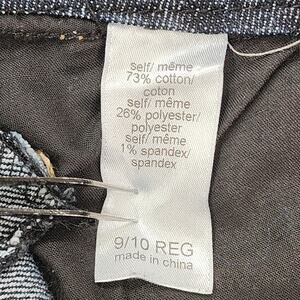 self/ même
73% cotton/
coton
self/ même
26% polyester/
polyester
self/ même
1% spandex/
spandex
9/10 REG
made in china